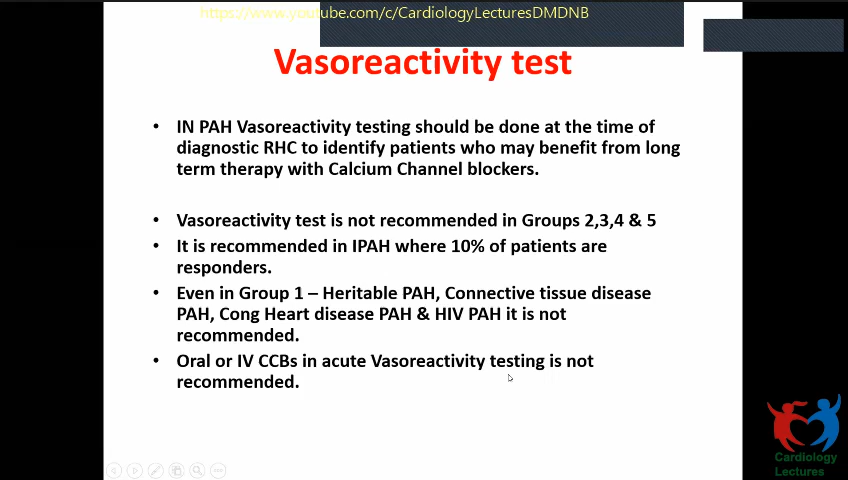 https://www.youtube.com/c/CardiologyLecturesDMDNB
Vasoreactivity test
• IN PAH Vasoreactivity testing should be done at the time of
diagnostic RHC to identify patients who may benefit from long
term therapy with Calcium Channel blockers.
• Vasoreactivity test is not recommended in Groups 2,3,4 & 5
• It is recommended in IPAH where 10% of patients are
responders.
• Even in Group 1 – Heritable PAH, Connective tissue disease
PAH, Cong Heart disease PAH & HIV PAH it is not
recommended.
• Oral or IV CCBs in acute Vasoreactivity testing is not
recommended.
Cardiology
Lectures